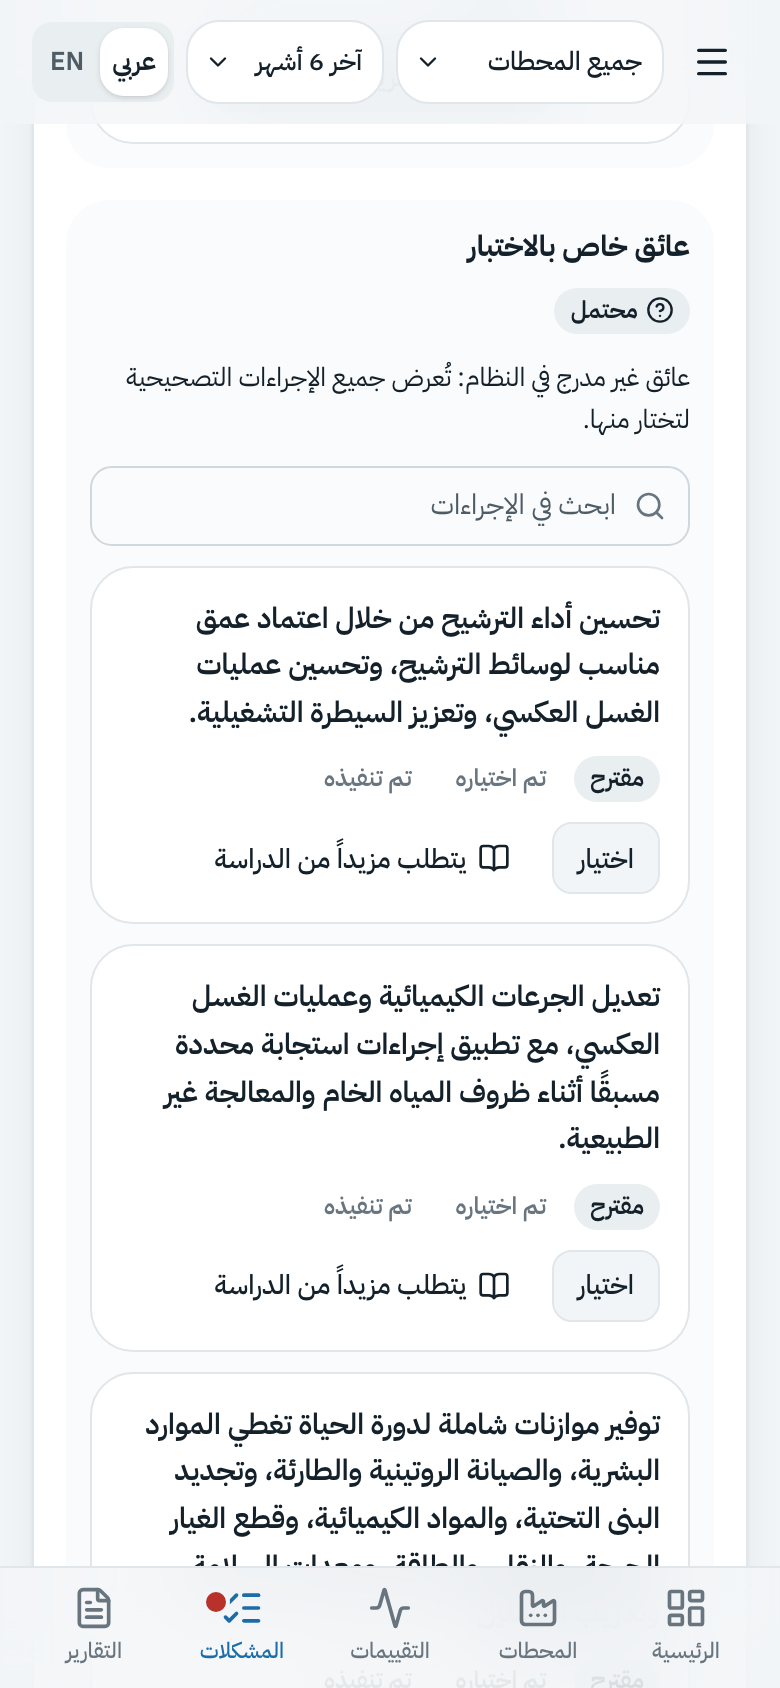 جميع المحطات
آخر 6 أشهر
عربي
EN
عائق خاص بالاختبار
محتمل
عائق غير مدرج في النظام: تُعرض جميع الإجراءات التصحيحية
لتختار منها.
ابحث في الإجراءات
تحسين أداء الترشيح من خلال اعتماد عمق
مناسب لوسائط الترشيح، وتحسين عمليات
الغسل العكسي، وتعزيز السيطرة التشغيلية.
مقترح تم اختياره تم تنفيذه
اختيار يتطلب مزيداً من الدراسة
تعديل الجرعات الكيميائية وعمليات الغسل
العكسي، مع تطبيق إجراءات استجابة محددة
مسبقًا أثناء ظروف المياه الخام والمعالجة غير
الطبيعية.
مقترح تم اختياره تم تنفيذه
اختيار يتطلب مزيداً من الدراسة
توفير موازنات شاملة لدورة الحياة تغطي الموارد
البشرية، والصيانة الروتينية والطارئة، وتجديد
البنى التحتية، والمواد الكيميائية، وقطع الغيار
مقترح تم اختياره تم تنفيذه
الرئيسية
المحطات
التقييمات
المشكلات
التقارير